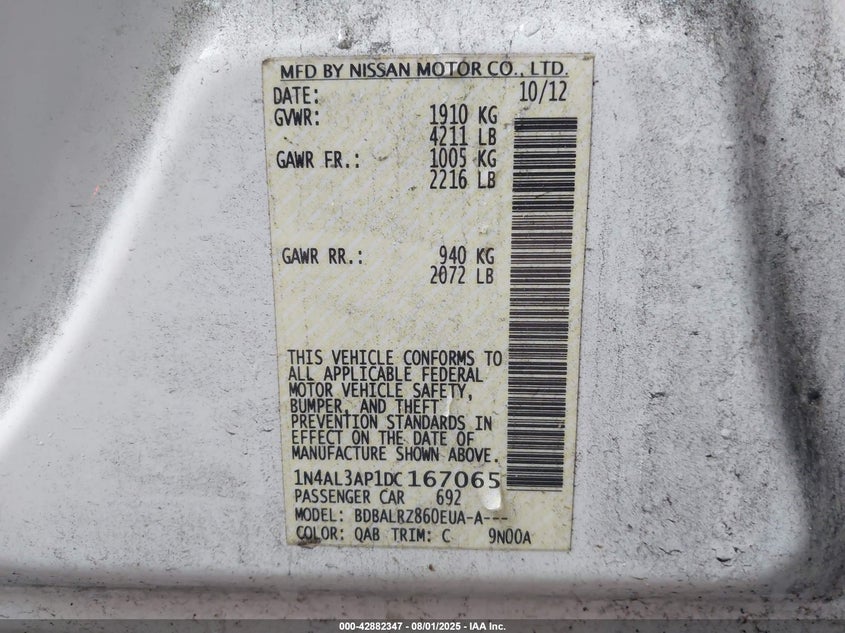 MFD BY NISSAN MOTOR CO., LTD.
DATE: 10/12
GVWR: 1910 KG
4211 LB
GAWR FR.: 1005 KG
2216 LB
GAWR RR.: 940 KG
2072 LB
THIS VEHICLE CONFORMS TO
ALL APPLICABLE FEDERAL
MOTOR VEHICLE SAFETY,
BUMPER, AND THEFT
PREVENTION STANDARDS IN
EFFECT ON THE DATE OF
MANUFACTURE SHOWN ABOVE.
1N4AL3AP1DC167065
PASSENGER CAR 692
MODEL: BDBALRZ860EUA-A---
COLOR: QAB TRIM: C 9N00A
000-42882347 - 08/01/2025 - IAA Inc.